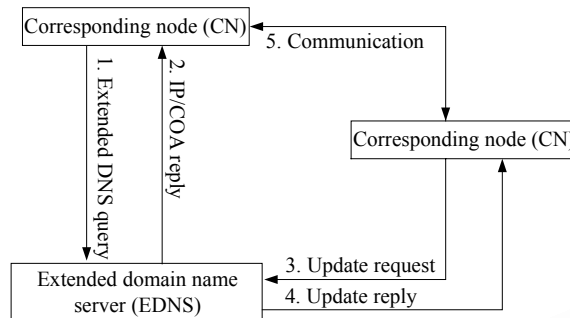 Corresponding node (CN)
5. Communication
1. Extended DNS query
2. IP/COA reply
Corresponding node (CN)
3. Update request
Extended domain name
server (EDNS)
4. Update reply